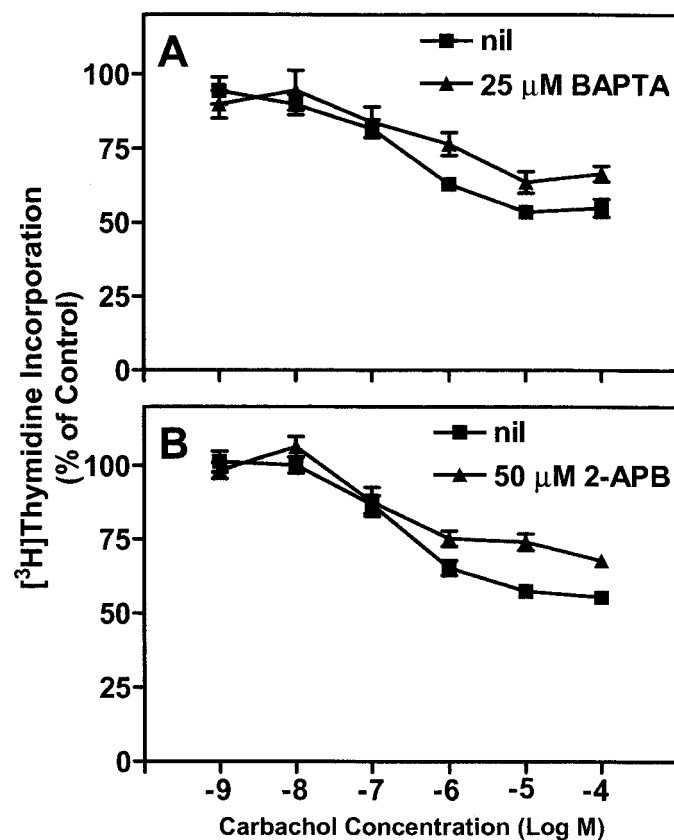 A
nil
25 μM BAPTA
100
75
50
25
0
B
nil
50 μM 2-APB
100
75
50
25
0
-9 -8 -7 -6 -5 -4
Carbachol Concentration (Log M)
[³H]Thymidine Incorporation
(% of Control)